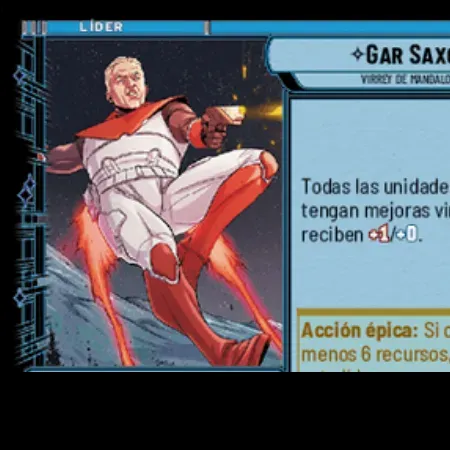 LÍDER
GAR SAX
VIRREY DE MANDALO
Todas las unidade
tengan mejoras vi
reciben +1/+0.
Acción épica: Si
menos 6 recursos,